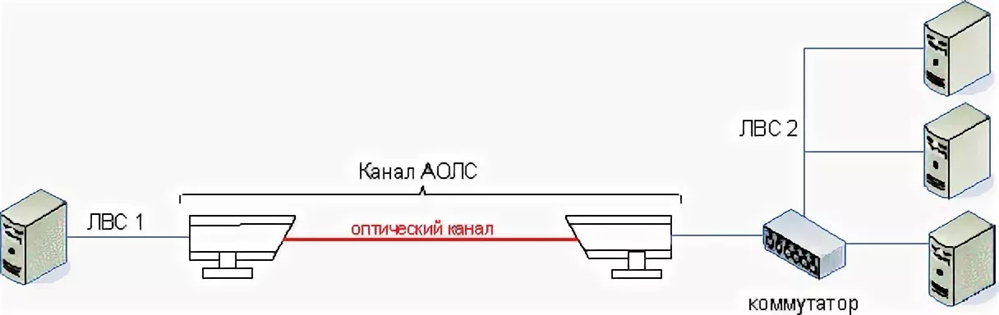 ЛВС 2
Канал АОЛС
ЛВС 1
оптический канал
коммутатор